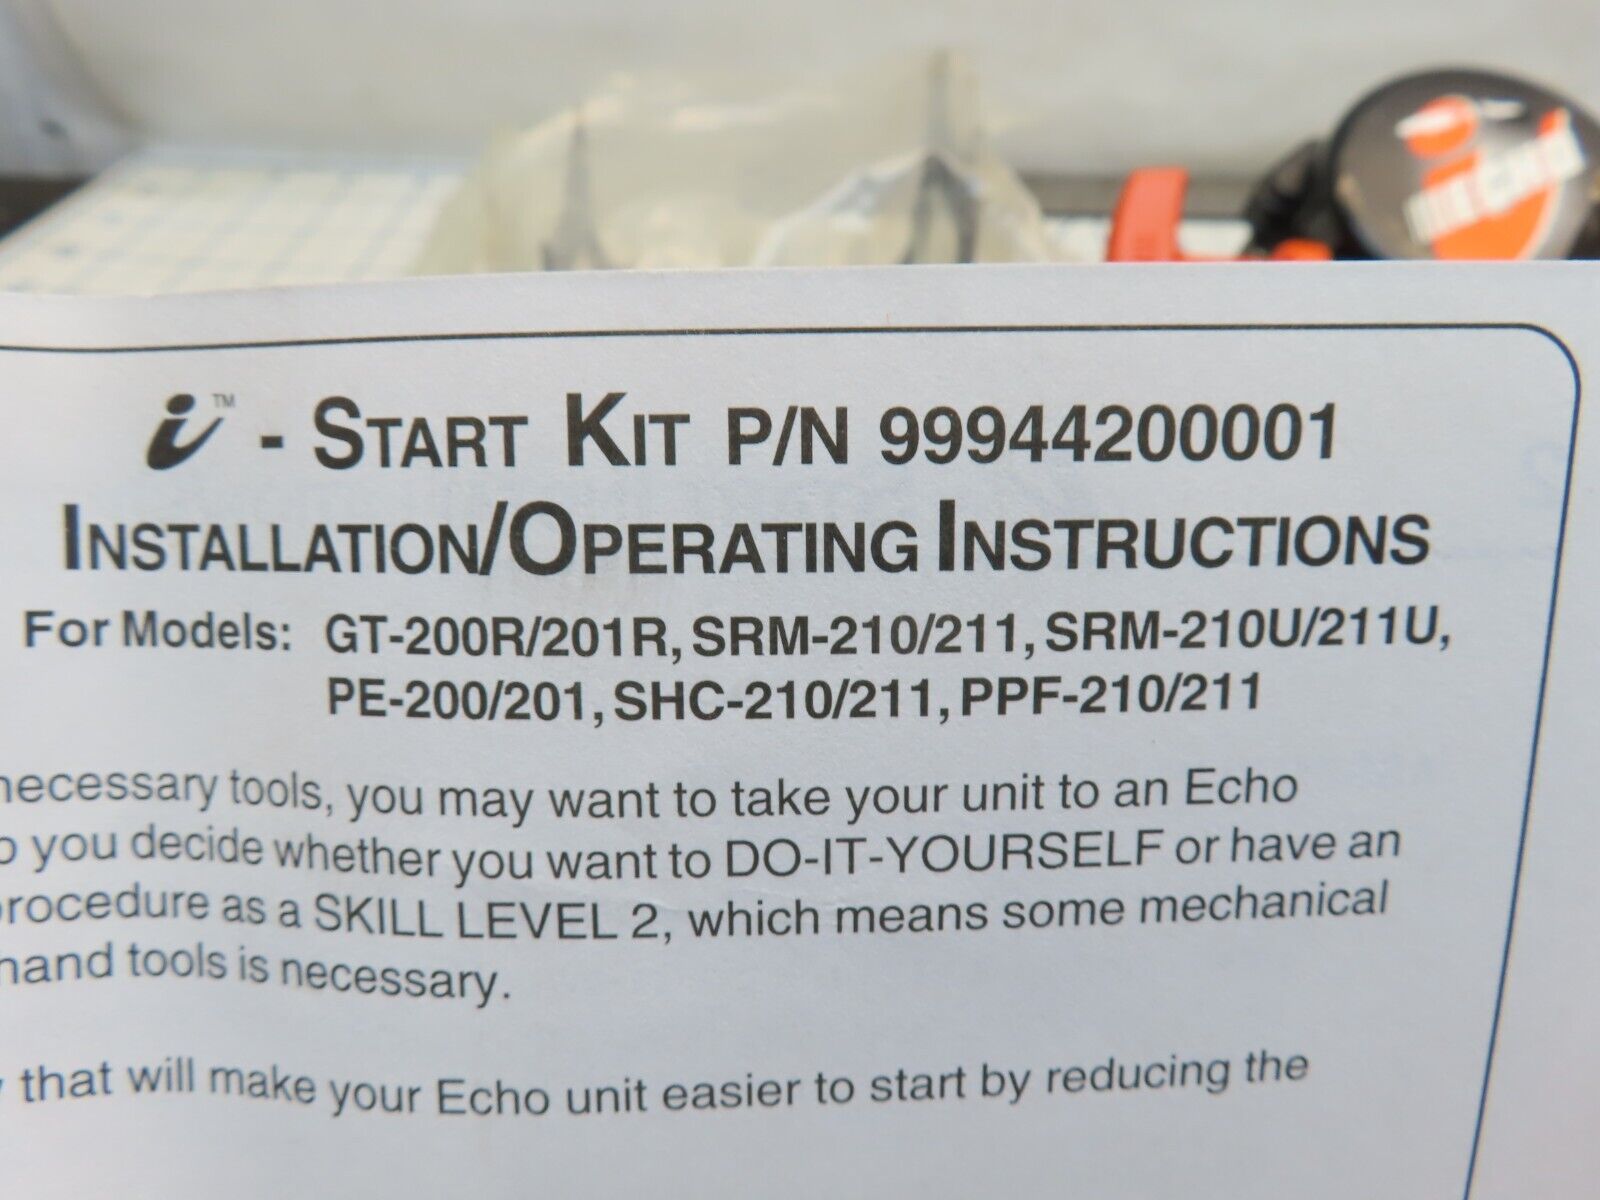 i™ - START KIT P/N 99944200001
INSTALLATION/OPERATING INSTRUCTIONS
For Models: GT-200R/201R, SRM-210/211, SRM-210U/211U,
PE-200/201, SHC-210/211, PPF-210/211
necessary tools, you may want to take your unit to an Echo
you decide whether you want to DO-IT-YOURSELF or have an
procedure as a SKILL LEVEL 2, which means some mechanical
hand tools is necessary.
that will make your Echo unit easier to start by reducing the